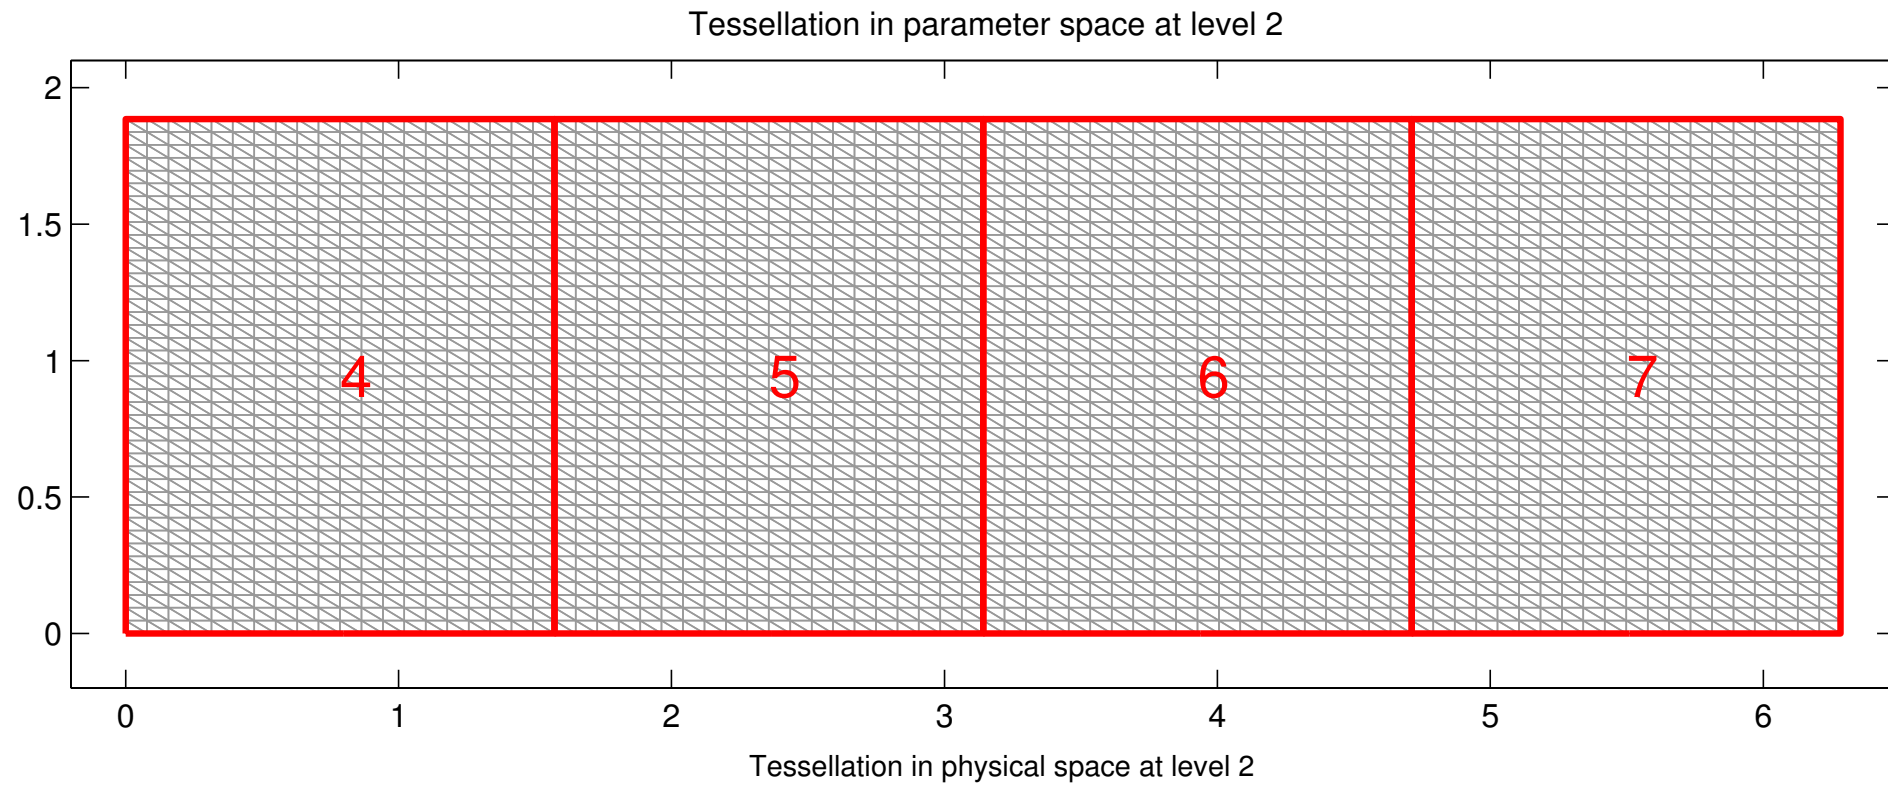 Tessellation in parameter space at level 2
2
1.5
1
0.5
0
4 5 6 7
0 1 2 3 4 5 6
Tessellation in physical space at level 2